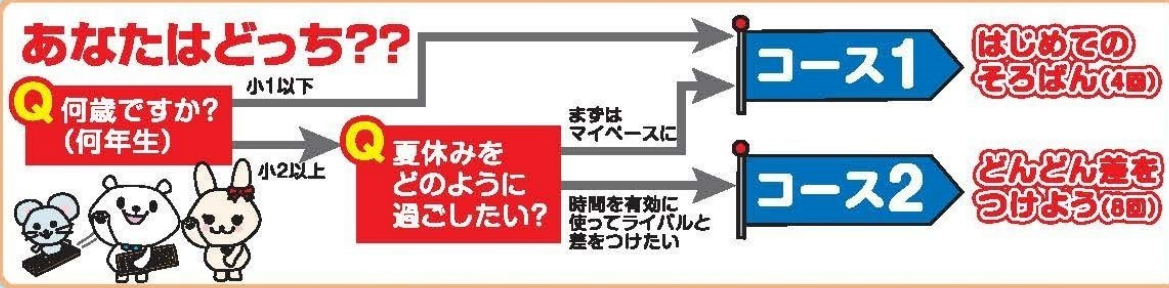 あなたはどっち??
Q 何歳ですか?
(何年生)
小1以下
小2以上
Q 夏休みを
どのように
過ごしたい?
まずは
マイペースに
時間を有効に
使ってライバルと
差をつけたい
コース1
はじめての
そろばん(4回)
コース2
どんどん差を
つけよう(8回)